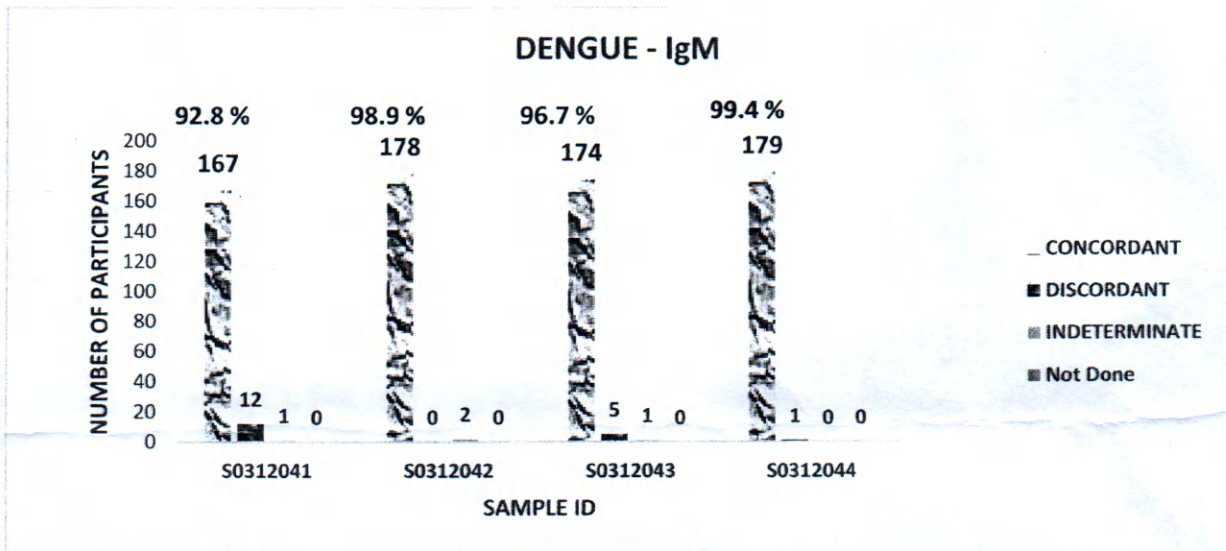 DENGUE - IgM
92.8 % 98.9 % 96.7 % 99.4 %
200
180
160
140
120
100
80
60
40
20
0
NUMBER OF PARTICIPANTS
167 178 174 179
12 1 0 0 2 0 5 1 0 1 0 0
S0312041 S0312042 S0312043 S0312044
SAMPLE ID
CONCORDANT
DISCORDANT
INDETERMINATE
Not Done